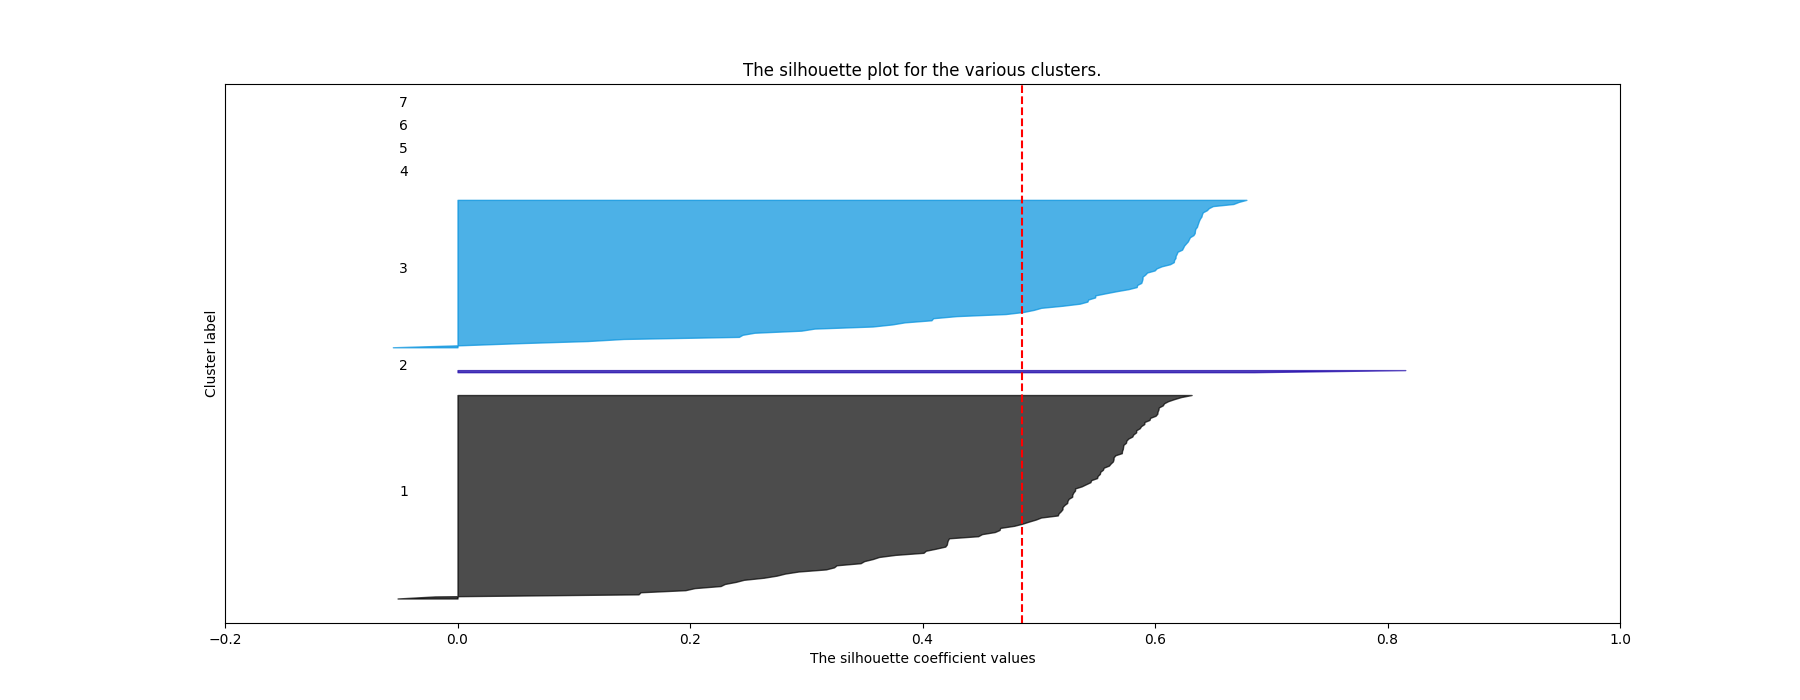 The silhouette plot for the various clusters.
7
6
5
4
3
2
1
Cluster label
−0.2 0.0 0.2 0.4 0.6 0.8 1.0
The silhouette coefficient values